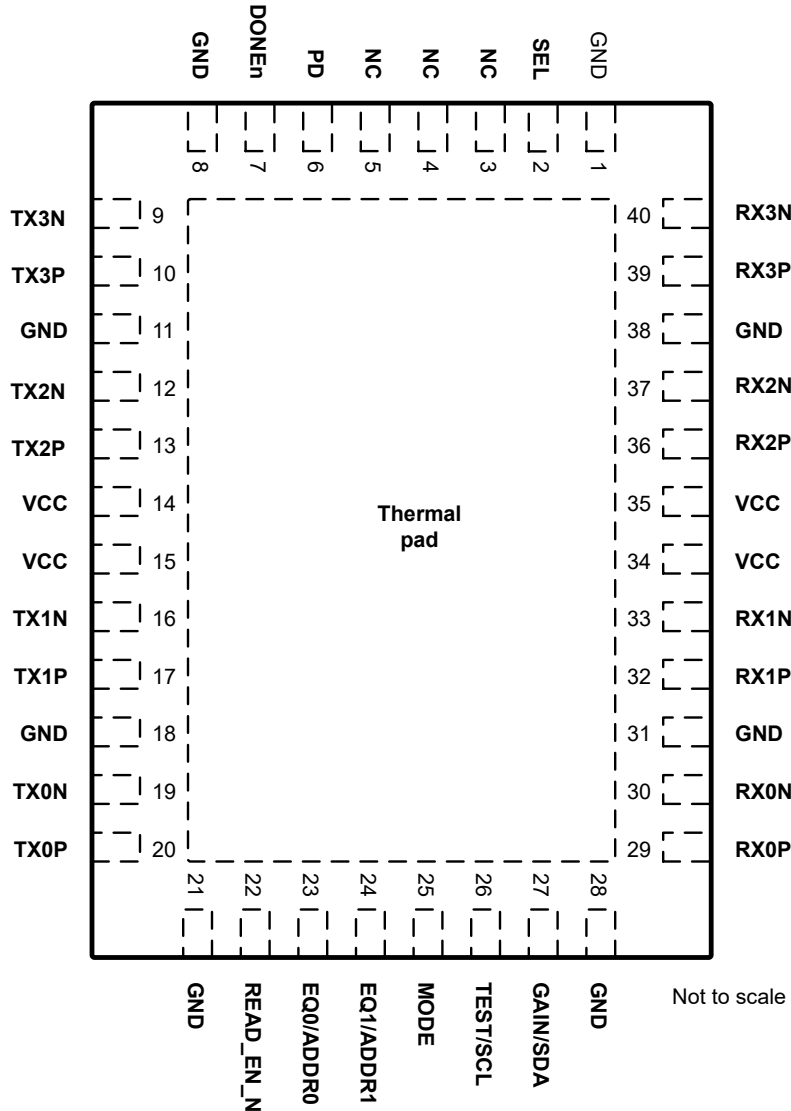 GND DONEn PD NC NC NC SEL GND
8 7 6 5 4 3 2 1
TX3N 9 40 RX3N
TX3P 10 39 RX3P
GND 11 38 GND
TX2N 12 37 RX2N
TX2P 13 36 RX2P
VCC 14 35 VCC
Thermal
pad
VCC 15 34 VCC
TX1N 16 33 RX1N
TX1P 17 32 RX1P
GND 18 31 GND
TX0N 19 30 RX0N
TX0P 20 29 RX0P
21 22 23 24 25 26 27 28
GND READ_EN_N EQ0/ADDR0 EQ1/ADDR1 MODE TEST/SCL GAIN/SDA GND
Not to scale